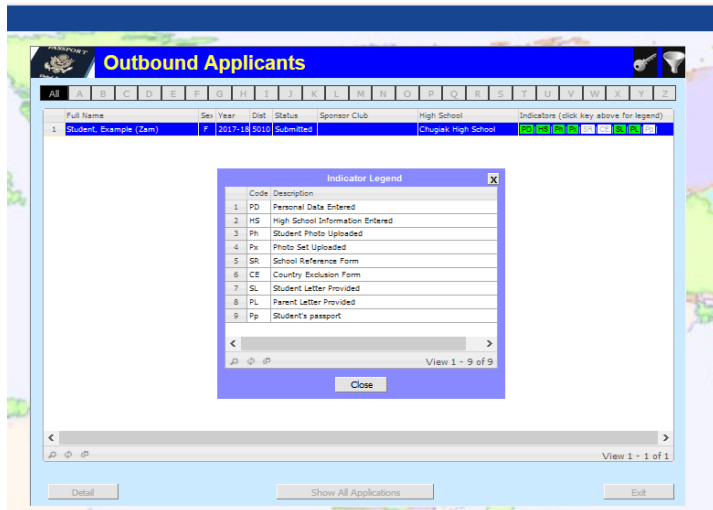 PASSPORT
Outbound Applicants
All A B C D E F G H I J K L M N O P Q R S T U V W X Y Z
Full Name Sex Year Dist Status Sponsor Club High School Indicators (click key above for legend)
1 Student, Example (Zam) F 2017-18 5010 Submitted Chugiak High School PD HS Ph Px SR CE SL PL Pp
Indicator Legend X
Code Description
1 PD Personal Data Entered
2 HS High School Information Entered
3 Ph Student Photo Uploaded
4 Px Photo Set Uploaded
5 SR School Reference Form
6 CE Country Exclusion Form
7 SL Student Letter Provided
8 PL Parent Letter Provided
9 Pp Student's passport
View 1 - 9 of 9
Close
View 1 - 1 of 1
Detail Show All Applications Exit